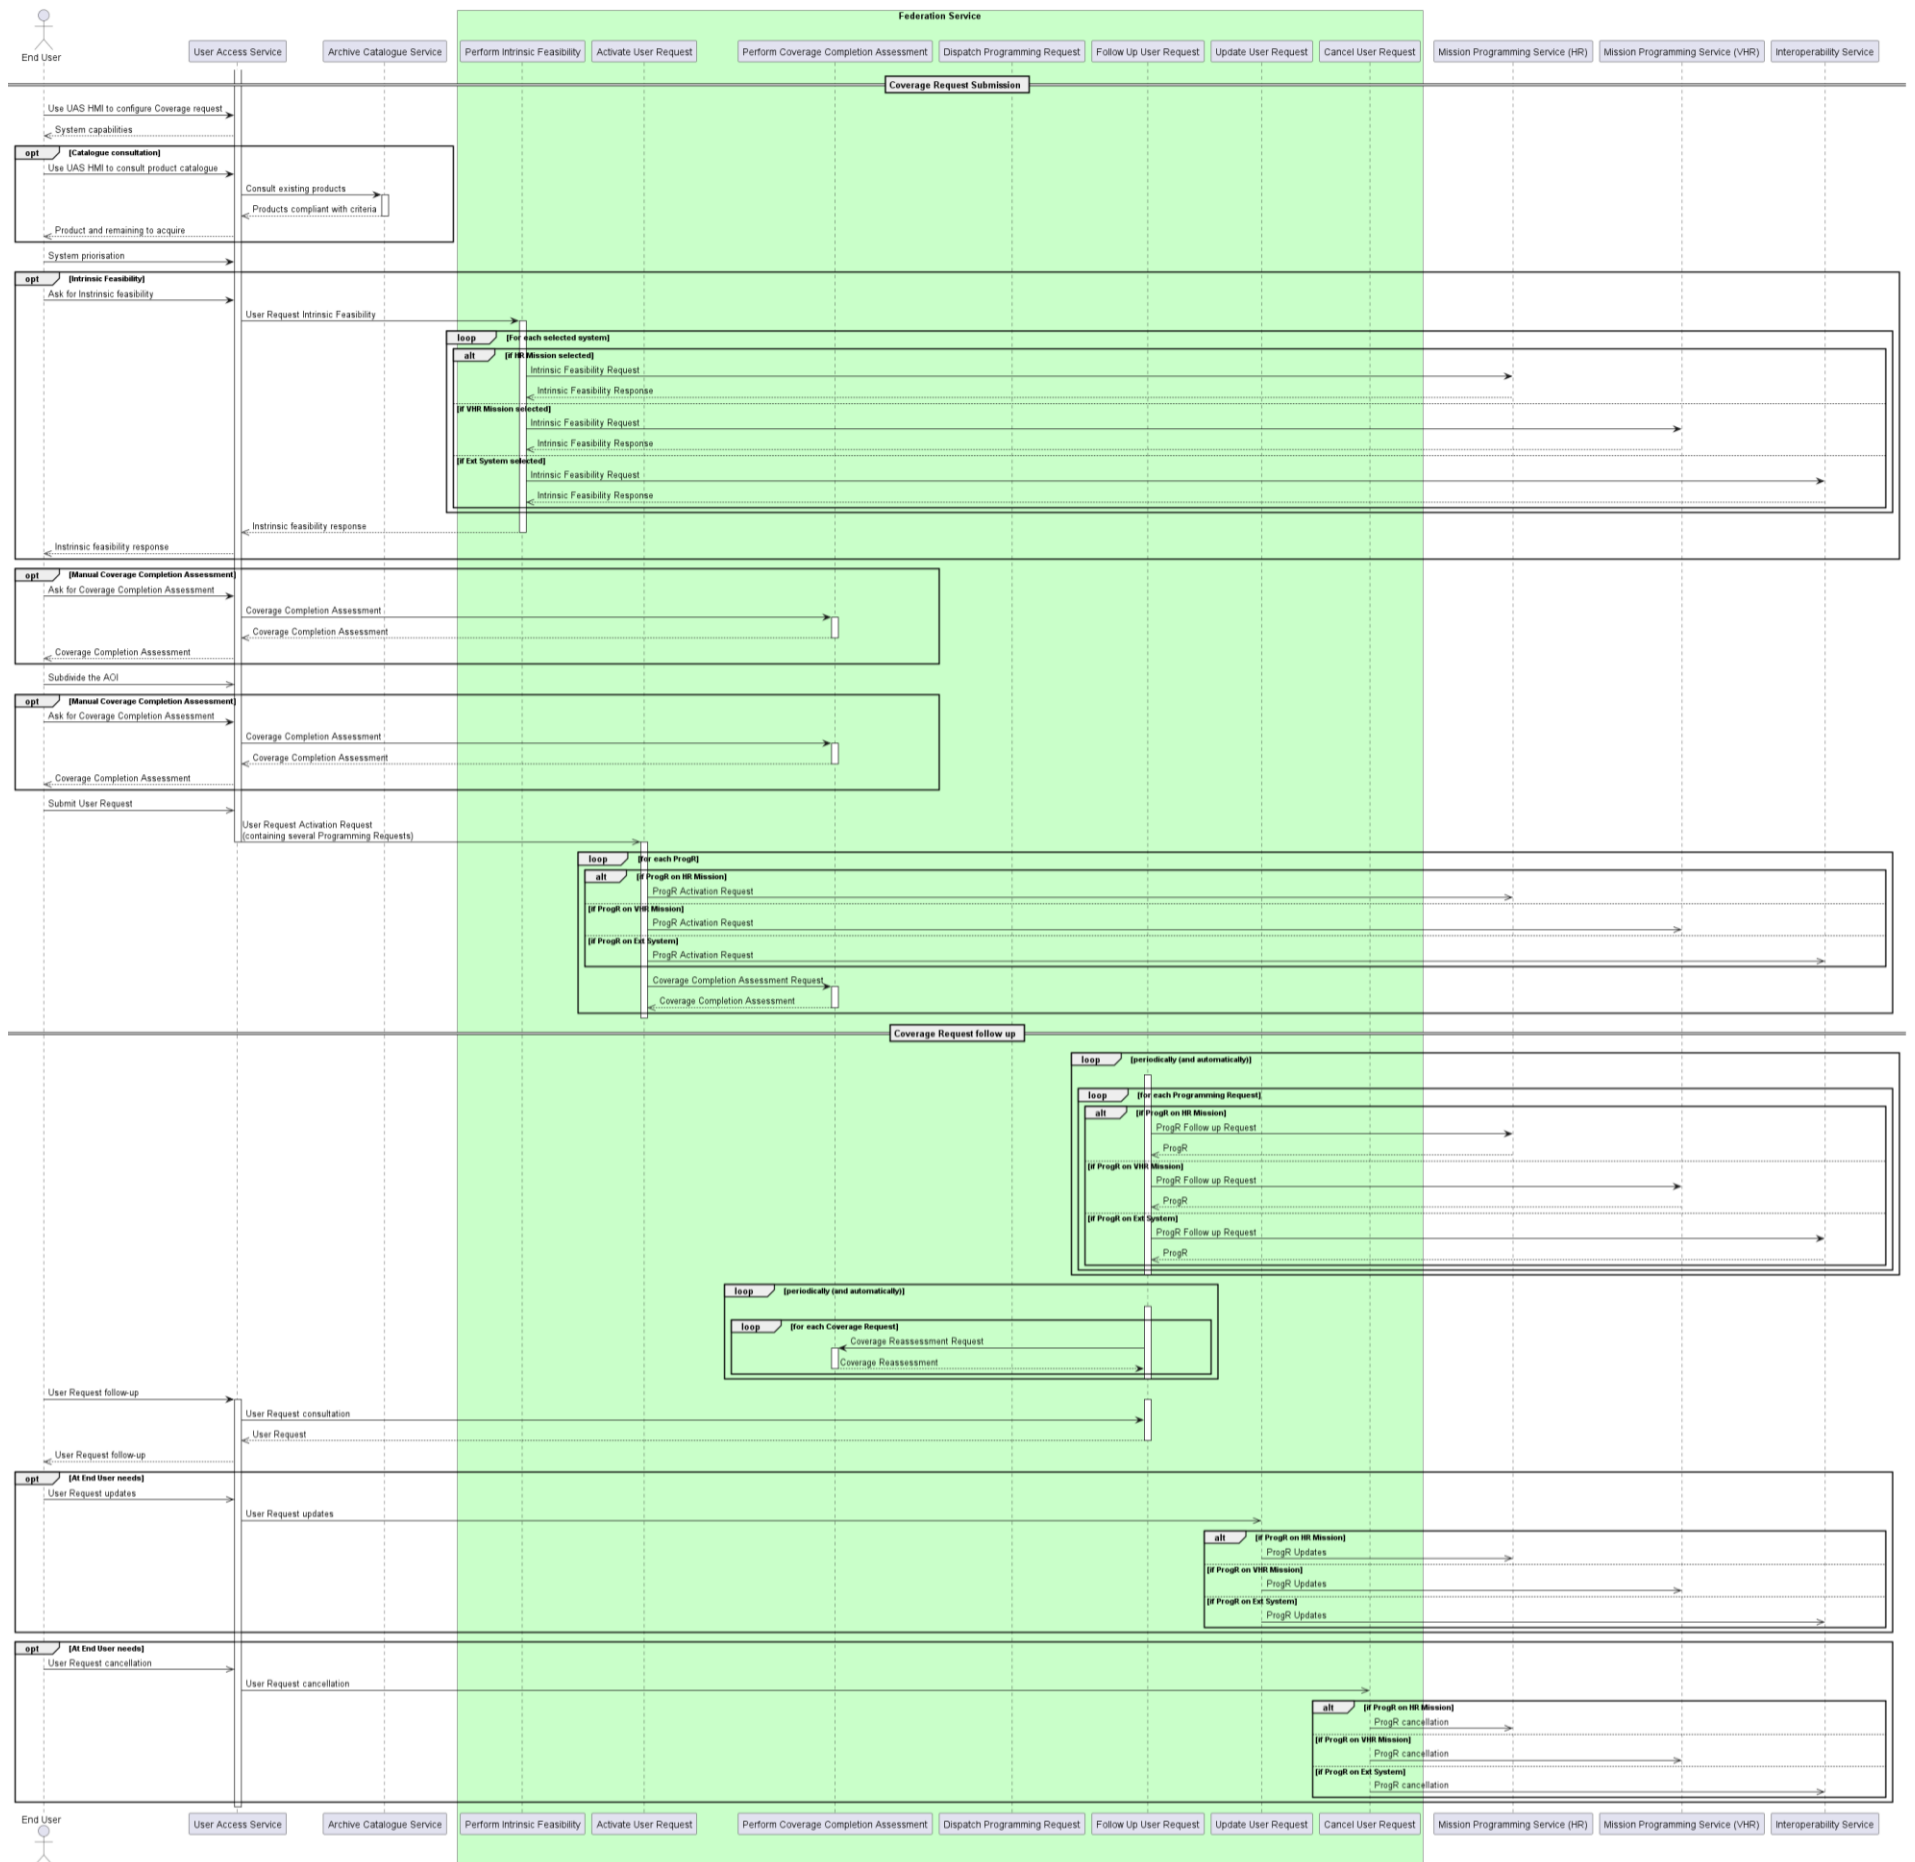 Federation Service
End User
User Access Service
Archive Catalogue Service
Perform Intrinsic Feasibility
Activate User Request
Perform Coverage Completion Assessment
Dispatch Programming Request
Follow Up User Request
Update User Request
Cancel User Request
Mission Programming Service (HR)
Mission Programming Service (VHR)
Interoperability Service
Coverage Request Submission
Use UAS HMI to configure Coverage request
System capabilities
opt [Catalogue consultation]
Use UAS HMI to consult product catalogue
Consult existing products
Products compliant with criteria
Product and remaining to acquire
System priorisation
opt [Intrinsic Feasibility]
Ask for Instrinsic feasibility
User Request Intrinsic Feasibility
loop [For each selected system]
alt [if HR Mission selected]
Intrinsic Feasibility Request
Intrinsic Feasibility Response
[if VHR Mission selected]
Intrinsic Feasibility Request
Intrinsic Feasibility Response
[if Ext System selected]
Intrinsic Feasibility Request
Intrinsic Feasibility Response
Instrinsic feasibility response
Instrinsic feasibility response
opt [Manual Coverage Completion Assessment]
Ask for Coverage Completion Assessment
Coverage Completion Assessment
Coverage Completion Assessment
Coverage Completion Assessment
Subdivide the AOI
opt [Manual Coverage Completion Assessment]
Ask for Coverage Completion Assessment
Coverage Completion Assessment
Coverage Completion Assessment
Coverage Completion Assessment
Submit User Request
User Request Activation Request
(containing several Programming Requests)
loop [for each ProgR]
alt [if ProgR on HR Mission]
ProgR Activation Request
[if ProgR on VHR Mission]
ProgR Activation Request
[if ProgR on Ext System]
ProgR Activation Request
Coverage Completion Assessment Request
Coverage Completion Assessment
Coverage Request follow up
loop [periodically (and automatically)]
loop [for each Programming Request]
alt [if ProgR on HR Mission]
ProgR Follow up Request
ProgR
[if ProgR on VHR Mission]
ProgR Follow up Request
ProgR
[if ProgR on Ext System]
ProgR Follow up Request
ProgR
loop [periodically (and automatically)]
loop [for each Coverage Request]
Coverage Reassessment Request
Coverage Reassessment
User Request follow-up
User Request consultation
User Request
User Request follow-up
opt [At End User needs]
User Request updates
User Request updates
alt [if ProgR on HR Mission]
ProgR Updates
[if ProgR on VHR Mission]
ProgR Updates
[if ProgR on Ext System]
ProgR Updates
opt [At End User needs]
User Request cancellation
User Request cancellation
alt [if ProgR on HR Mission]
ProgR cancellation
[if ProgR on VHR Mission]
ProgR cancellation
[if ProgR on Ext System]
ProgR cancellation
End User
User Access Service
Archive Catalogue Service
Perform Intrinsic Feasibility
Activate User Request
Perform Coverage Completion Assessment
Dispatch Programming Request
Follow Up User Request
Update User Request
Cancel User Request
Mission Programming Service (HR)
Mission Programming Service (VHR)
Interoperability Service